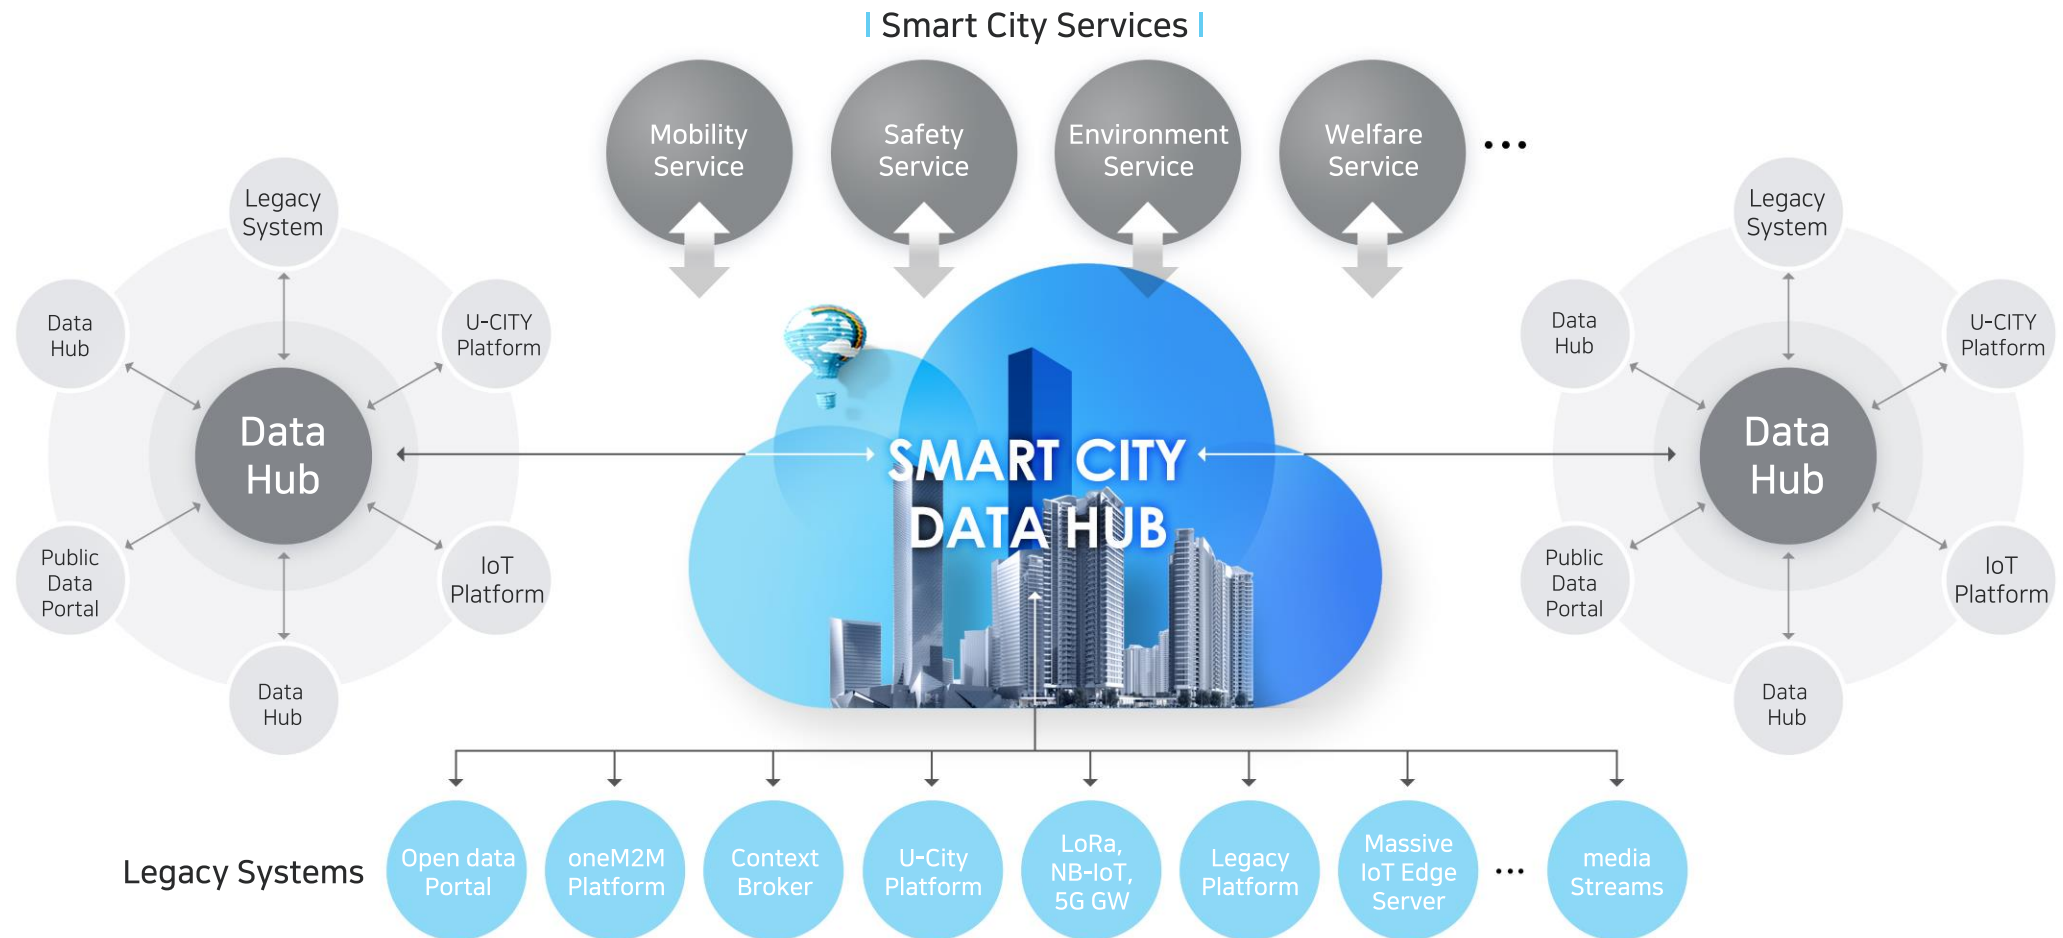 Smart City Services
Mobility
Service
Safety
Service
Environment
Service
Welfare
Service
...
Legacy
System
Data
Hub
U-CITY
Platform
Data
Hub
Public
Data
Portal
IoT
Platform
Data
Hub
SMART CITY
DATA HUB
Legacy
System
Data
Hub
U-CITY
Platform
Data
Hub
Public
Data
Portal
IoT
Platform
Data
Hub
Legacy Systems
Open data
Portal
oneM2M
Platform
Context
Broker
U-City
Platform
LoRa,
NB-IoT,
5G GW
Legacy
Platform
Massive
IoT Edge
Server
...
media
Streams